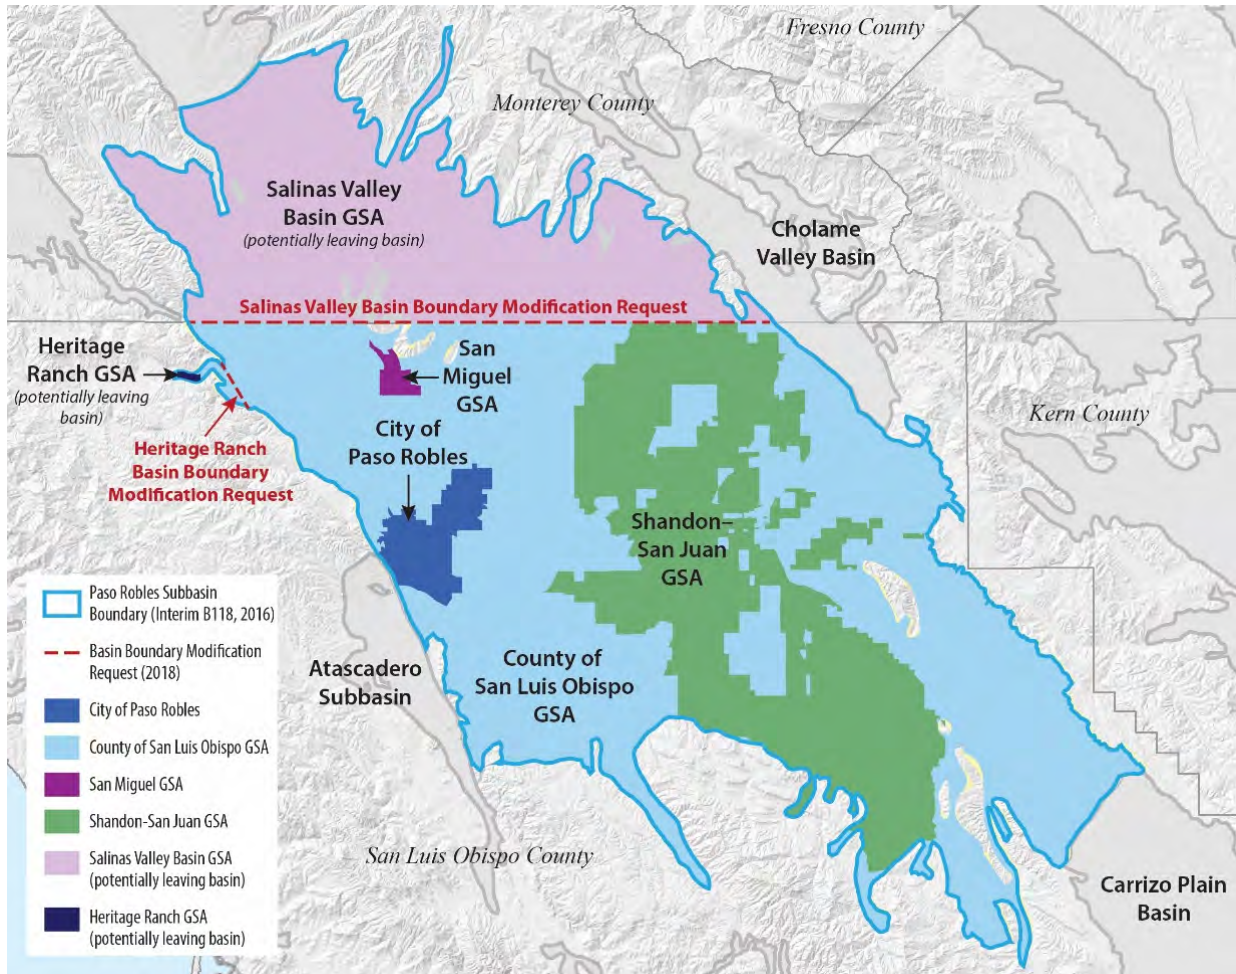 Fresno County
Monterey County
Salinas Valley
Basin GSA
(potentially leaving basin)
Cholame
Valley Basin
Salinas Valley Basin Boundary Modification Request
Heritage
Ranch GSA
(potentially leaving
basin)
San
Miguel
GSA
Kern County
City of
Paso Robles
Heritage Ranch
Basin Boundary
Modification Request
Shandon–
San Juan
GSA
Paso Robles Subbasin
Boundary (Interim B118, 2016)
Basin Boundary Modification
Request (2018)
City of Paso Robles
County of San Luis Obispo GSA
San Miguel GSA
Shandon-San Juan GSA
Salinas Valley Basin GSA
(potentially leaving basin)
Heritage Ranch GSA
(potentially leaving basin)
Atascadero
Subbasin
County of
San Luis Obispo
GSA
San Luis Obispo County
Carrizo Plain
Basin